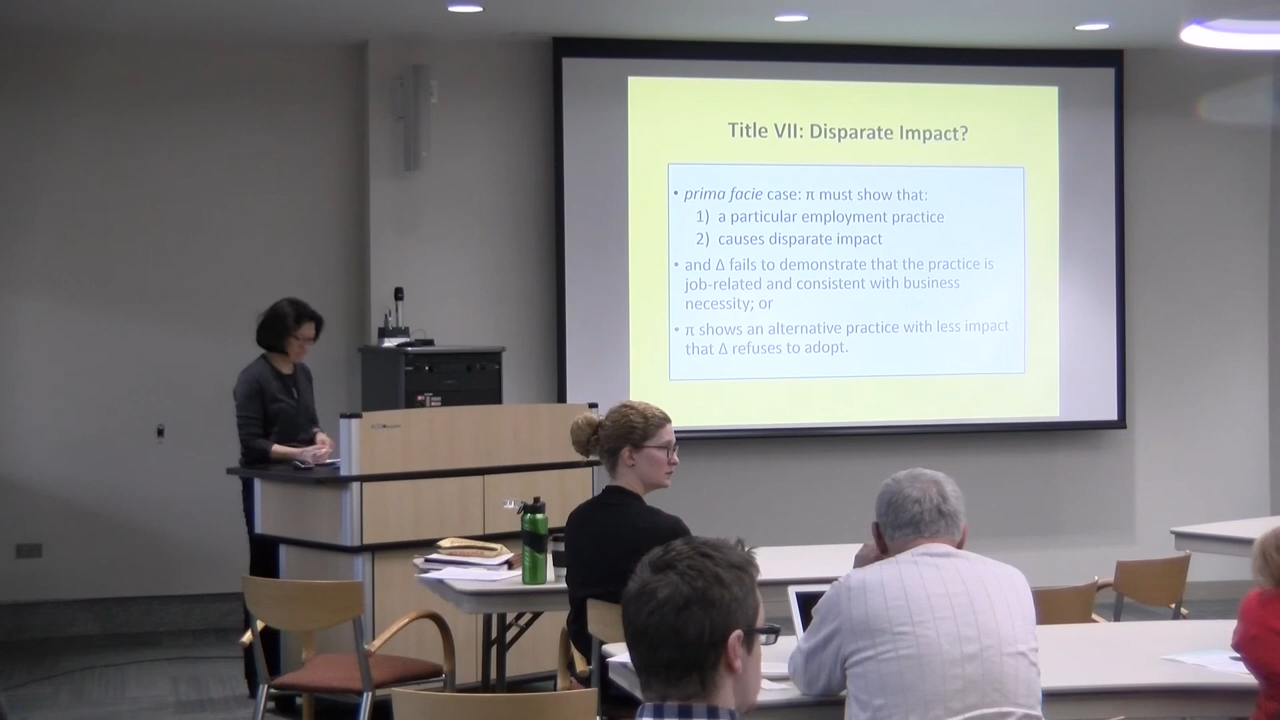 Title VII: Disparate Impact?
• prima facie case: π must show that:
1) a particular employment practice
2) causes disparate impact
• and Δ fails to demonstrate that the practice is
job-related and consistent with business
necessity; or
• π shows an alternative practice with less impact
that Δ refuses to adopt.